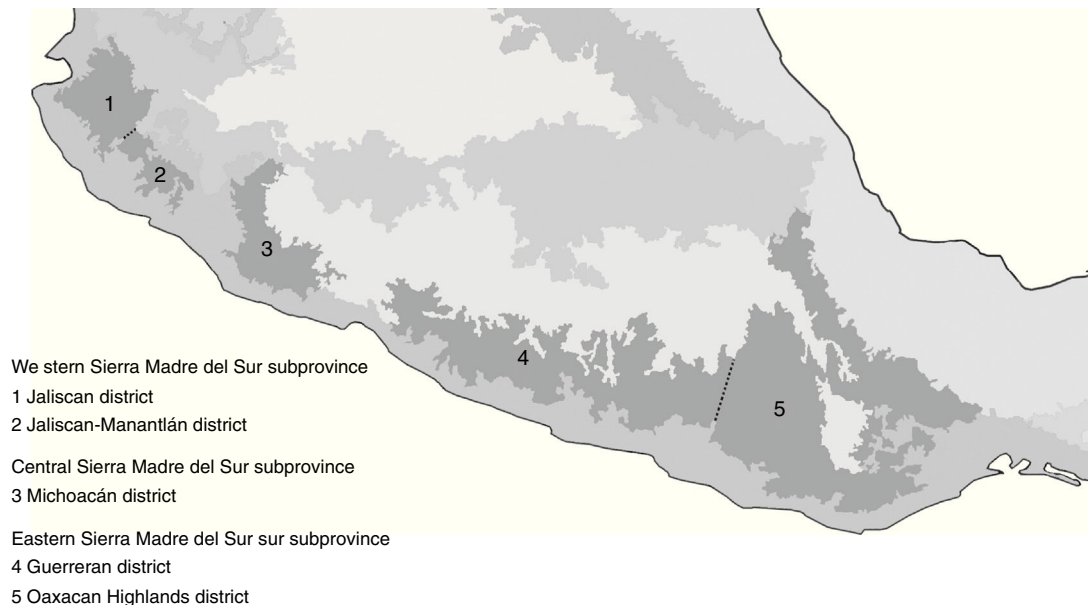 1
2
3
4
5
We stern Sierra Madre del Sur subprovince
1 Jaliscan district
2 Jaliscan-Manantlán district
Central Sierra Madre del Sur subprovince
3 Michoacán district
Eastern Sierra Madre del Sur sur subprovince
4 Guerreran district
5 Oaxacan Highlands district